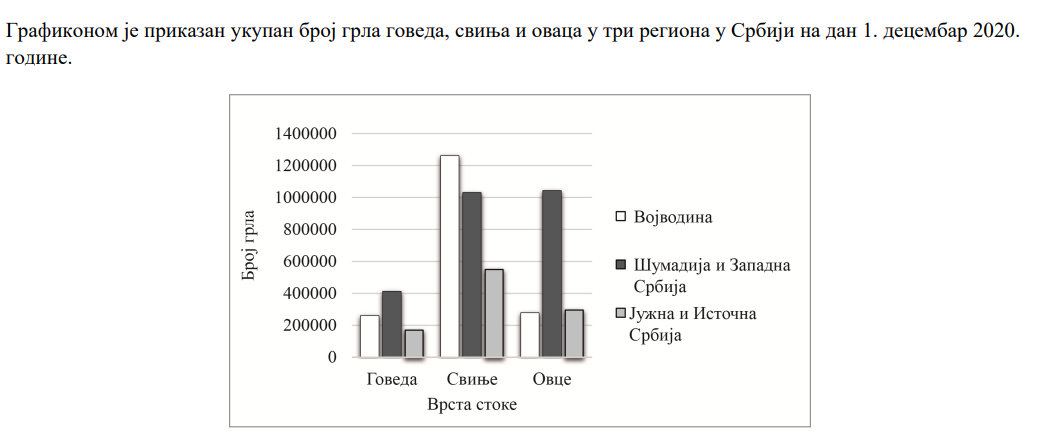 Графиконом је приказан укупан број грла говеда, свиња и оваца у три региона у Србији на дан 1. децембар 2020.
године.
1400000
1200000
1000000
800000
600000
400000
200000
0
Број грла
Говеда Свиње Овце
Врста стоке
Војводина
Шумадија и Западна
Србија
Јужна и Источна
Србија